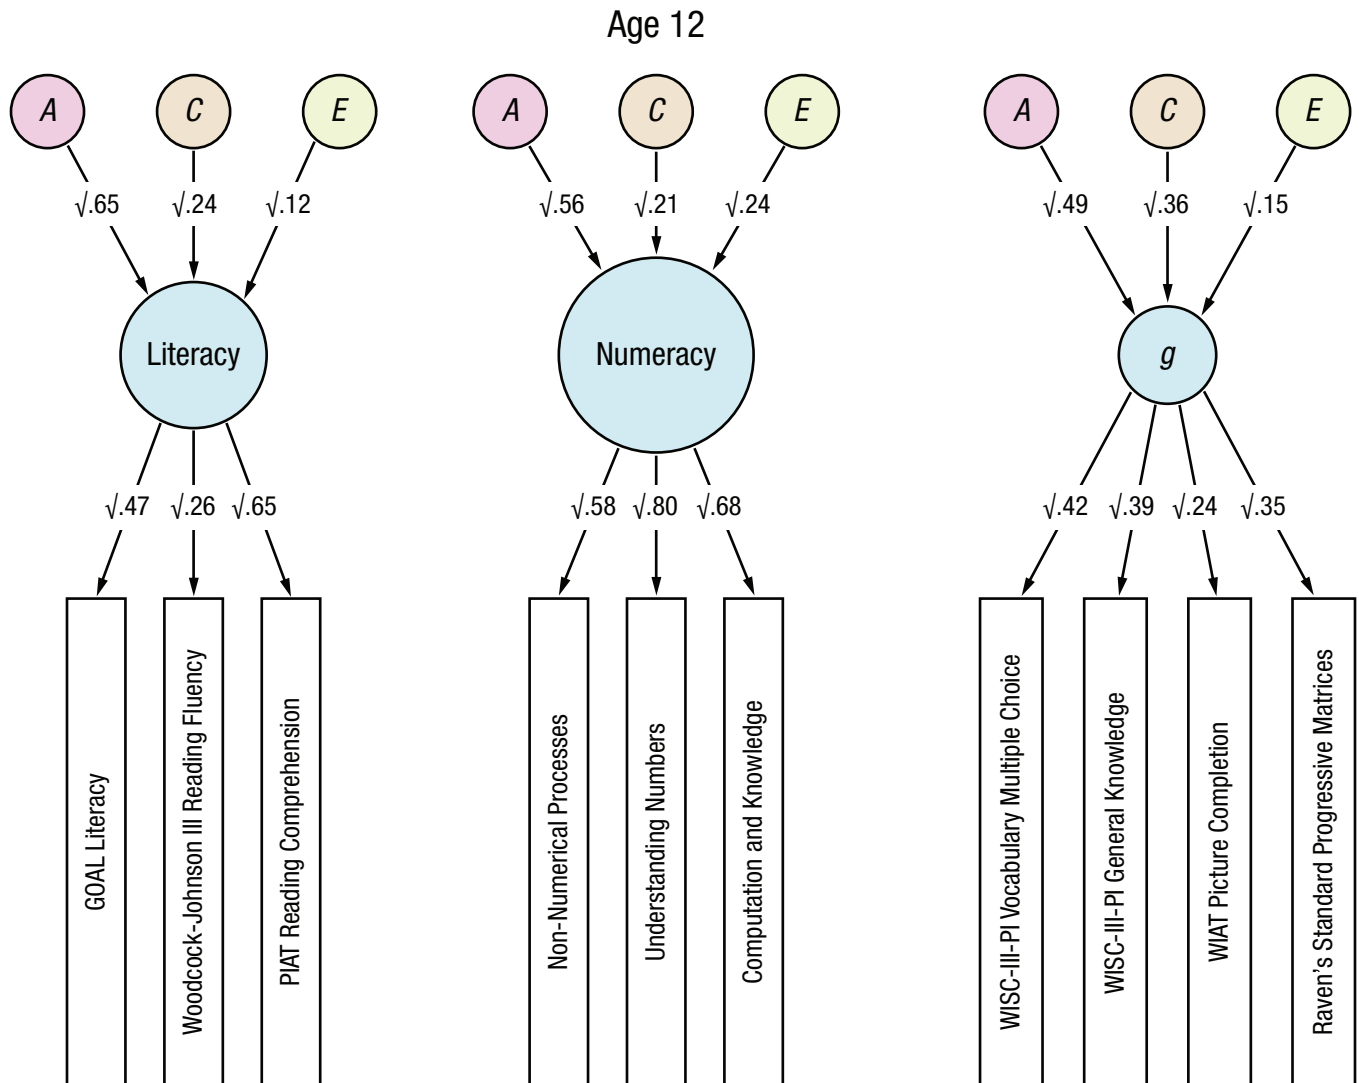 Age 12
A C E A C E A C E
√.65 √.24 √.12 √.56 √.21 √.24 √.49 √.36 √.15
Literacy Numeracy g
√.47 √.26 √.65 √.58 √.80 √.68 √.42 √.39 √.24 √.35
GOAL Literacy
Woodcock-Johnson III Reading Fluency
PIAT Reading Comprehension
Non-Numerical Processes
Understanding Numbers
Computation and Knowledge
WISC-III-PI Vocabulary Multiple Choice
WISC-III-PI General Knowledge
WIAT Picture Completion
Raven's Standard Progressive Matrices